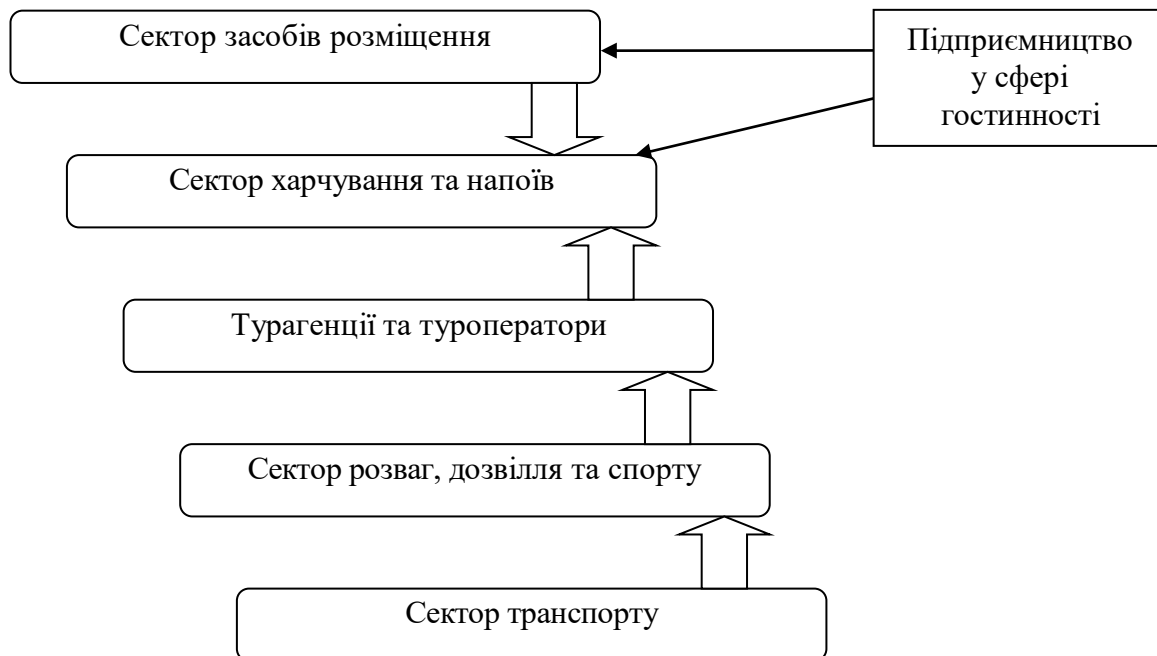 Сектор засобів розміщення
Підприємництво
у сфері
гостинності
Сектор харчування та напоїв
Турагенції та туроператори
Сектор розваг, дозвілля та спорту
Сектор транспорту